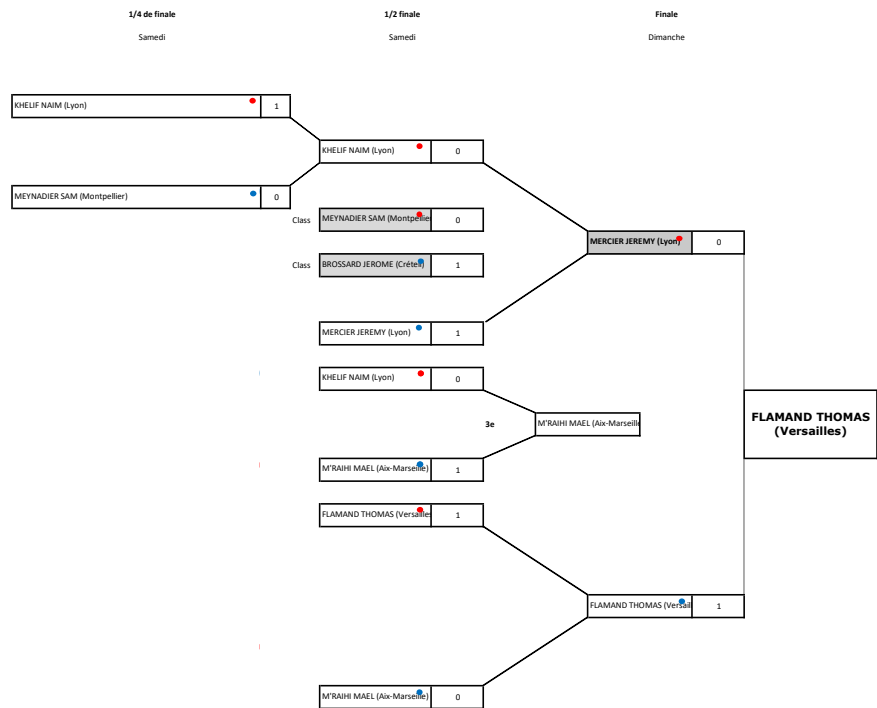 1/4 de finale
1/2 finale
Finale
Samedi
Samedi
Dimanche
KHELIF NAIM (Lyon) 1
KHELIF NAIM (Lyon) 0
MEYNADIER SAM (Montpellier) 0
Class MEYNADIER SAM (Montpellier 0
MERCIER JEREMY (Lyon) 0
Class BROSSARD JEROME (Créteil) 1
MERCIER JEREMY (Lyon) 1
KHELIF NAIM (Lyon) 0
FLAMAND THOMAS
(Versailles)
3e M'RAIHI MAEL (Aix-Marseille
M'RAIHI MAEL (Aix-Marseille) 1
FLAMAND THOMAS (Versailles 1
FLAMAND THOMAS (Versail 1
M'RAIHI MAEL (Aix-Marseille) 0